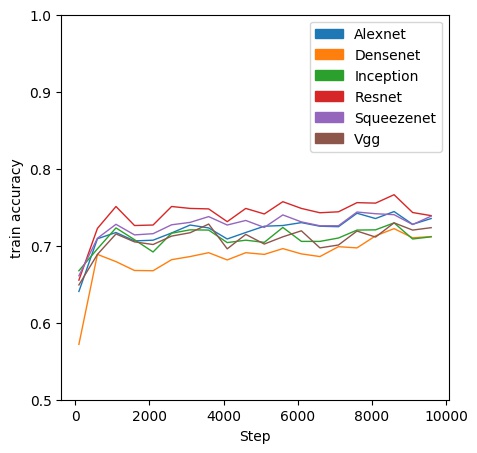 1.0
0.9
0.8
0.7
0.6
0.5
train accuracy
0
2000
4000
6000
8000
10000
Step
Alexnet
Densenet
Inception
Resnet
Squeezenet
Vgg